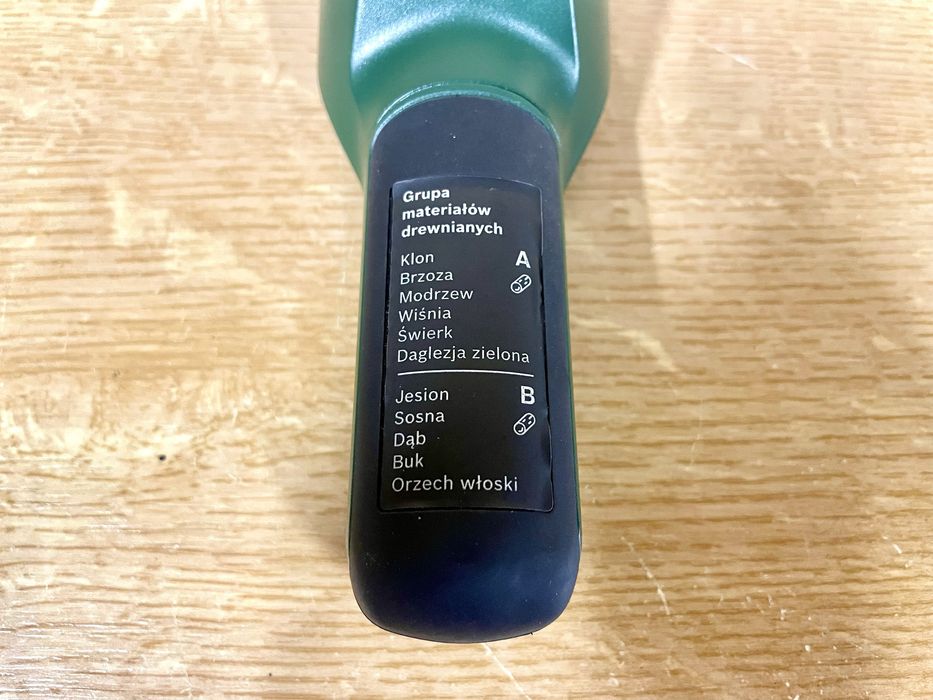 Grupa
materiałów
drewnianych
Klon A
Brzoza
Modrzew
Wiśnia
Świerk
Daglezja zielona
Jesion B
Sosna
Dąb
Buk
Orzech włoski